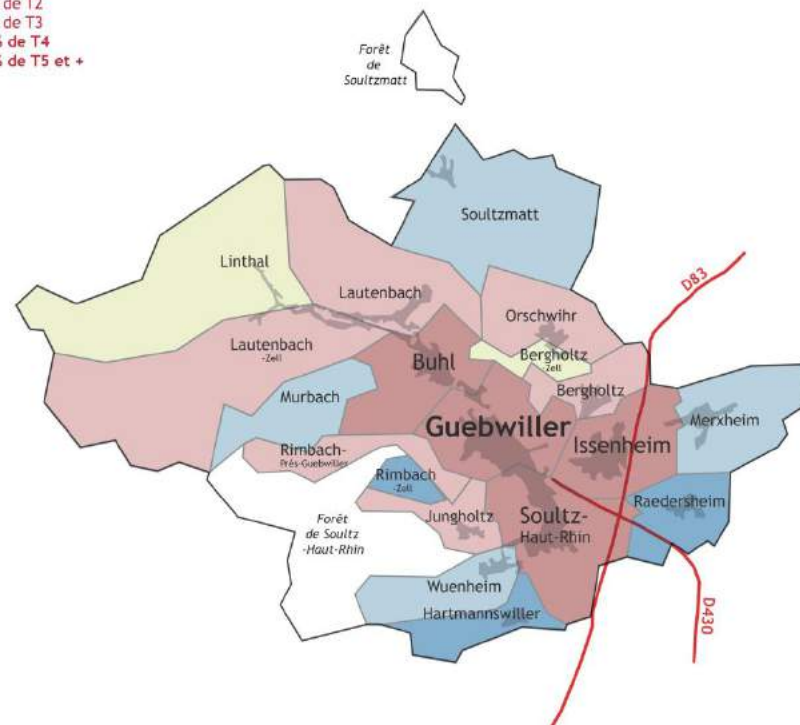 de T2
de T3
% de T4
% de T5 et +
Forêt
de
Soultzmatt
Soultzmatt
Linthal
Lautenbach
Orschwihr
Lautenbach
-Zell
Buhl
Bergholtz
-Zell
Bergholtz
Murbach
Merxheim
Guebwiller
Issenheim
Rimbach-
Près-Guebwiller
Rimbach
-Zell
Raedersheim
Jungholtz
Soultz-
Haut-Rhin
Forêt
de Soultz
-Haut-Rhin
Wuenheim
Hartmannswiller
D83
D430